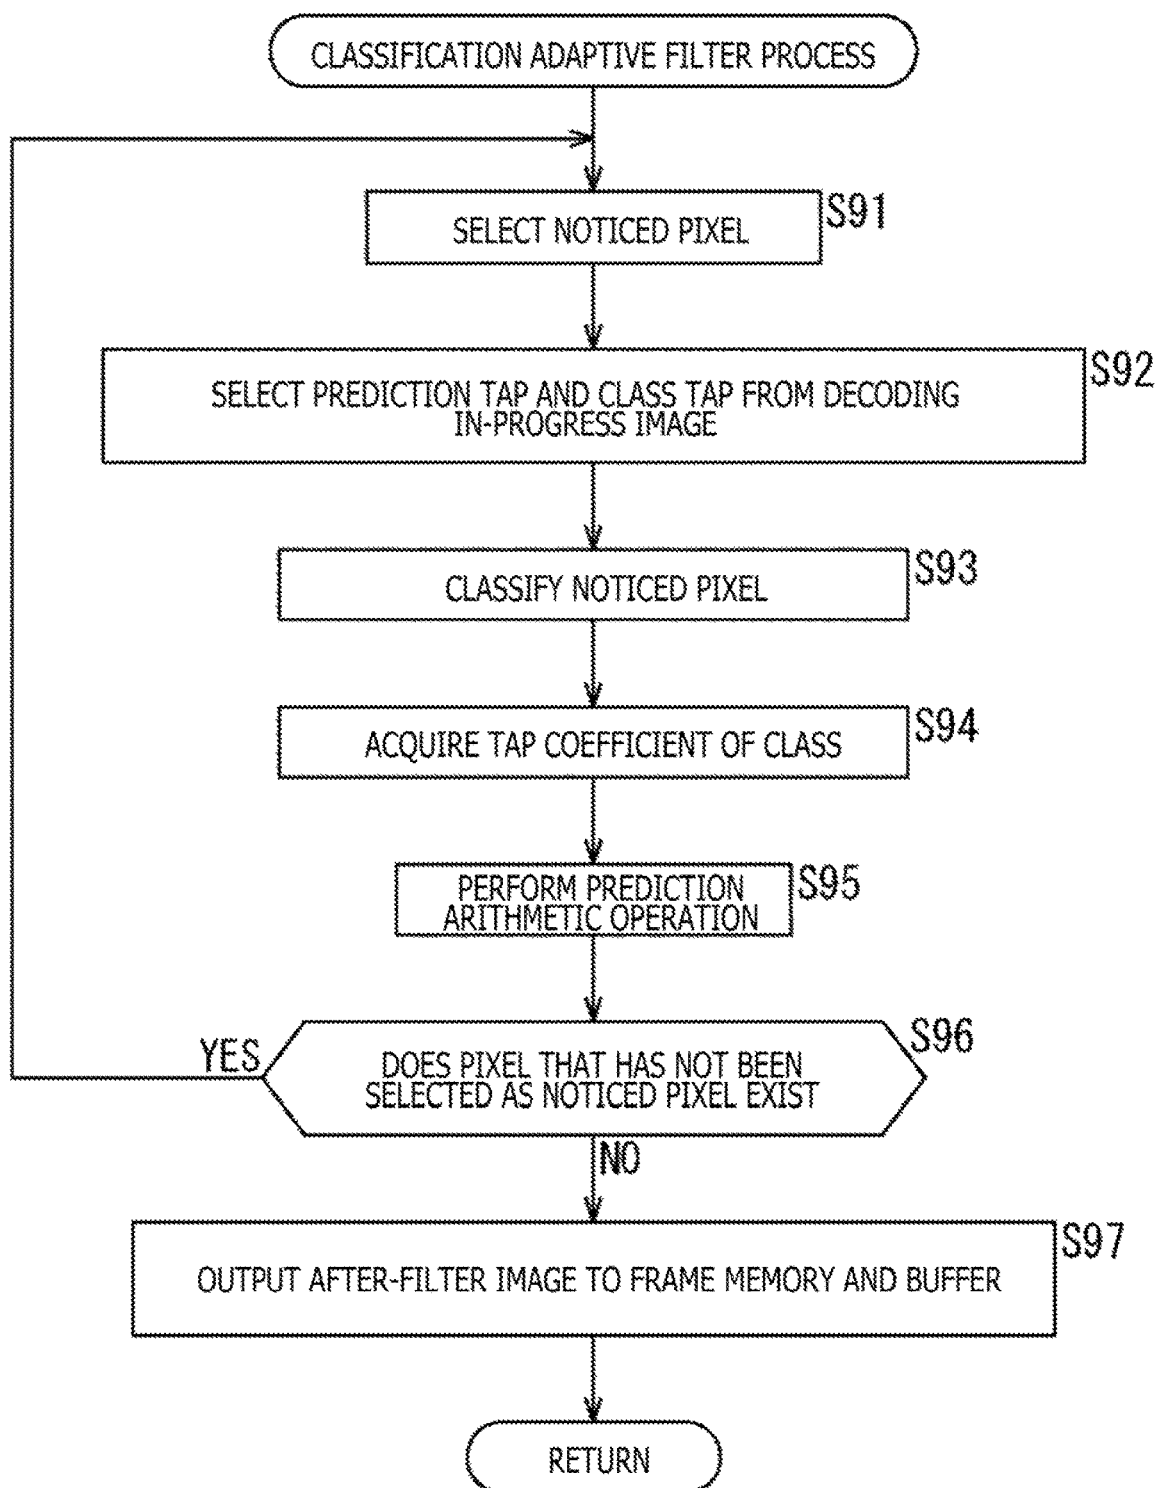 CLASSIFICATION ADAPTIVE FILTER PROCESS
SELECT NOTICED PIXEL
S91
SELECT PREDICTION TAP AND CLASS TAP FROM DECODING
IN-PROGRESS IMAGE
S92
CLASSIFY NOTICED PIXEL
S93
ACQUIRE TAP COEFFICIENT OF CLASS
S94
PERFORM PREDICTION
ARITHMETIC OPERATION
S95
YES
DOES PIXEL THAT HAS NOT BEEN
SELECTED AS NOTICED PIXEL EXIST
S96
NO
OUTPUT AFTER-FILTER IMAGE TO FRAME MEMORY AND BUFFER
S97
RETURN